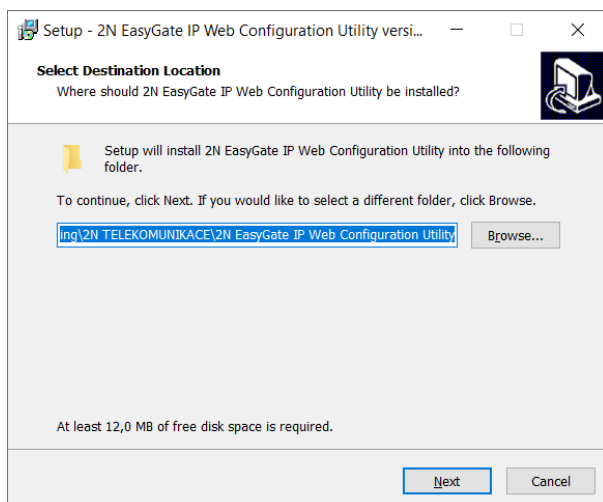 Setup - 2N EasyGate IP Web Configuration Utility versi...
Select Destination Location
Where should 2N EasyGate IP Web Configuration Utility be installed?
Setup will install 2N EasyGate IP Web Configuration Utility into the following
folder.
To continue, click Next. If you would like to select a different folder, click Browse.
ing\2N TELEKOMUNIKACE\2N EasyGate IP Web Configuration Utility
Browse...
At least 12,0 MB of free disk space is required.
Next
Cancel